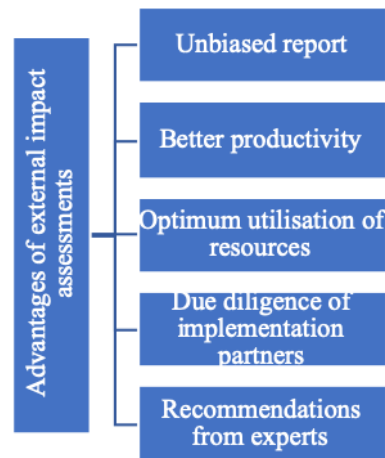 Advantages of external impact
assessments
Unbiased report
Better productivity
Optimum utilisation of
resources
Due diligence of
implementation
partners
Recommendations
from experts